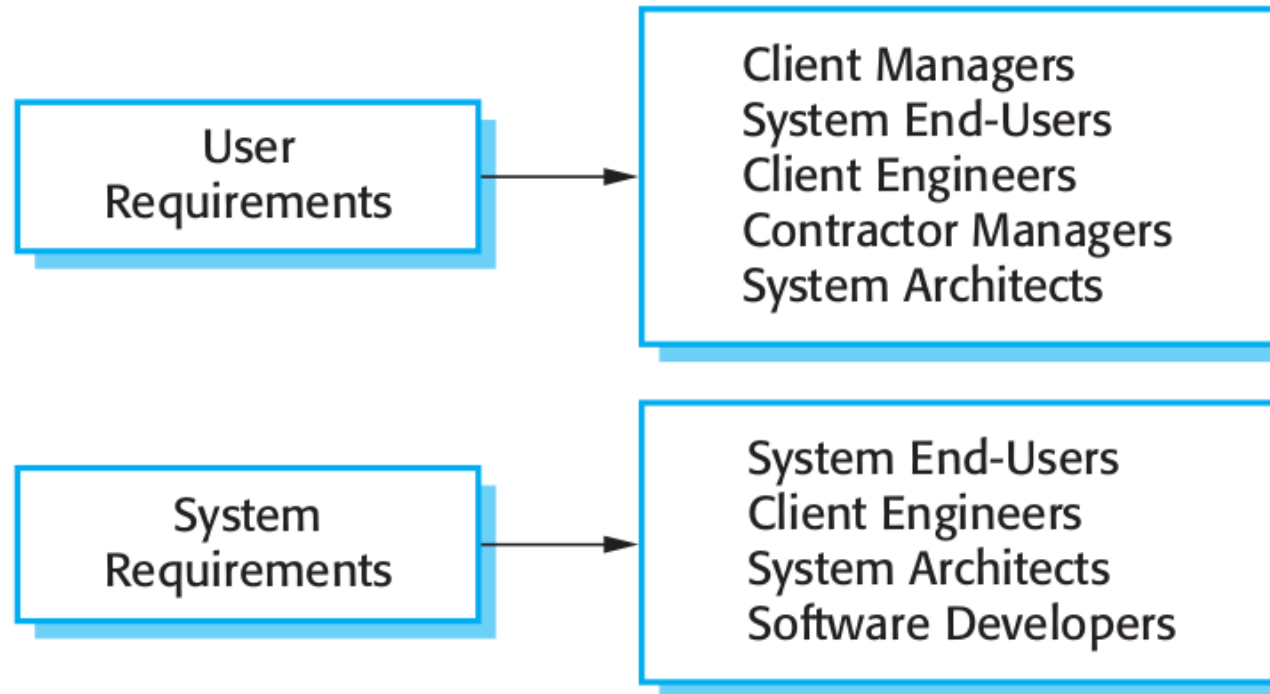 User
Requirements
Client Managers
System End-Users
Client Engineers
Contractor Managers
System Architects
System
Requirements
System End-Users
Client Engineers
System Architects
Software Developers